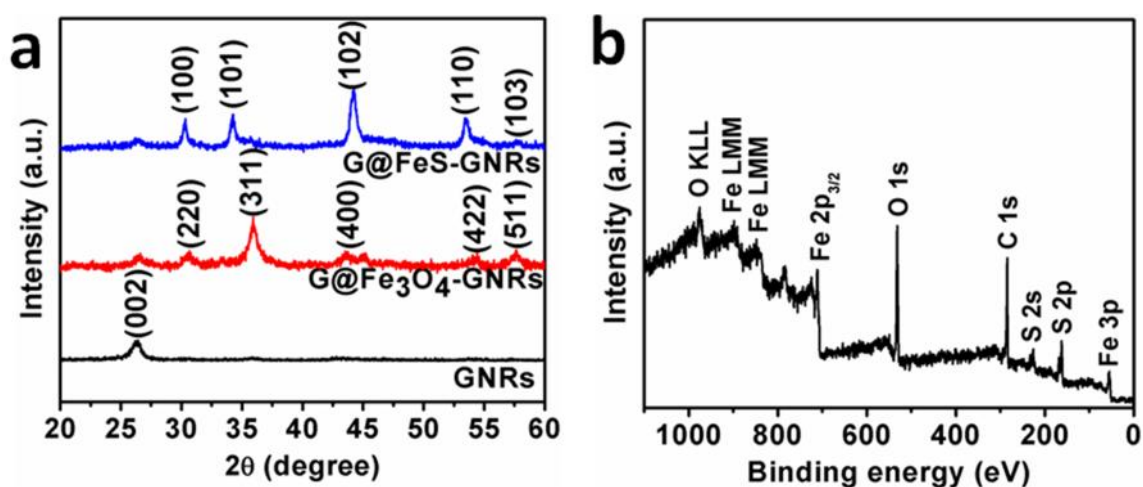 a
(100)
(101)
(102)
(110)
(103)
G@FeS-GNRs
(220)
(311)
(400)
(422)
(511)
G@Fe3O4-GNRs
(002)
GNRs
Intensity (a.u.)
20 25 30 35 40 45 50 55 60
2θ (degree)
b
O KLL
Fe LMM
Fe LMM
Fe 2p3/2
O 1s
C 1s
S 2s
S 2p
Fe 3p
Intensity (a.u.)
1000 800 600 400 200 0
Binding energy (eV)